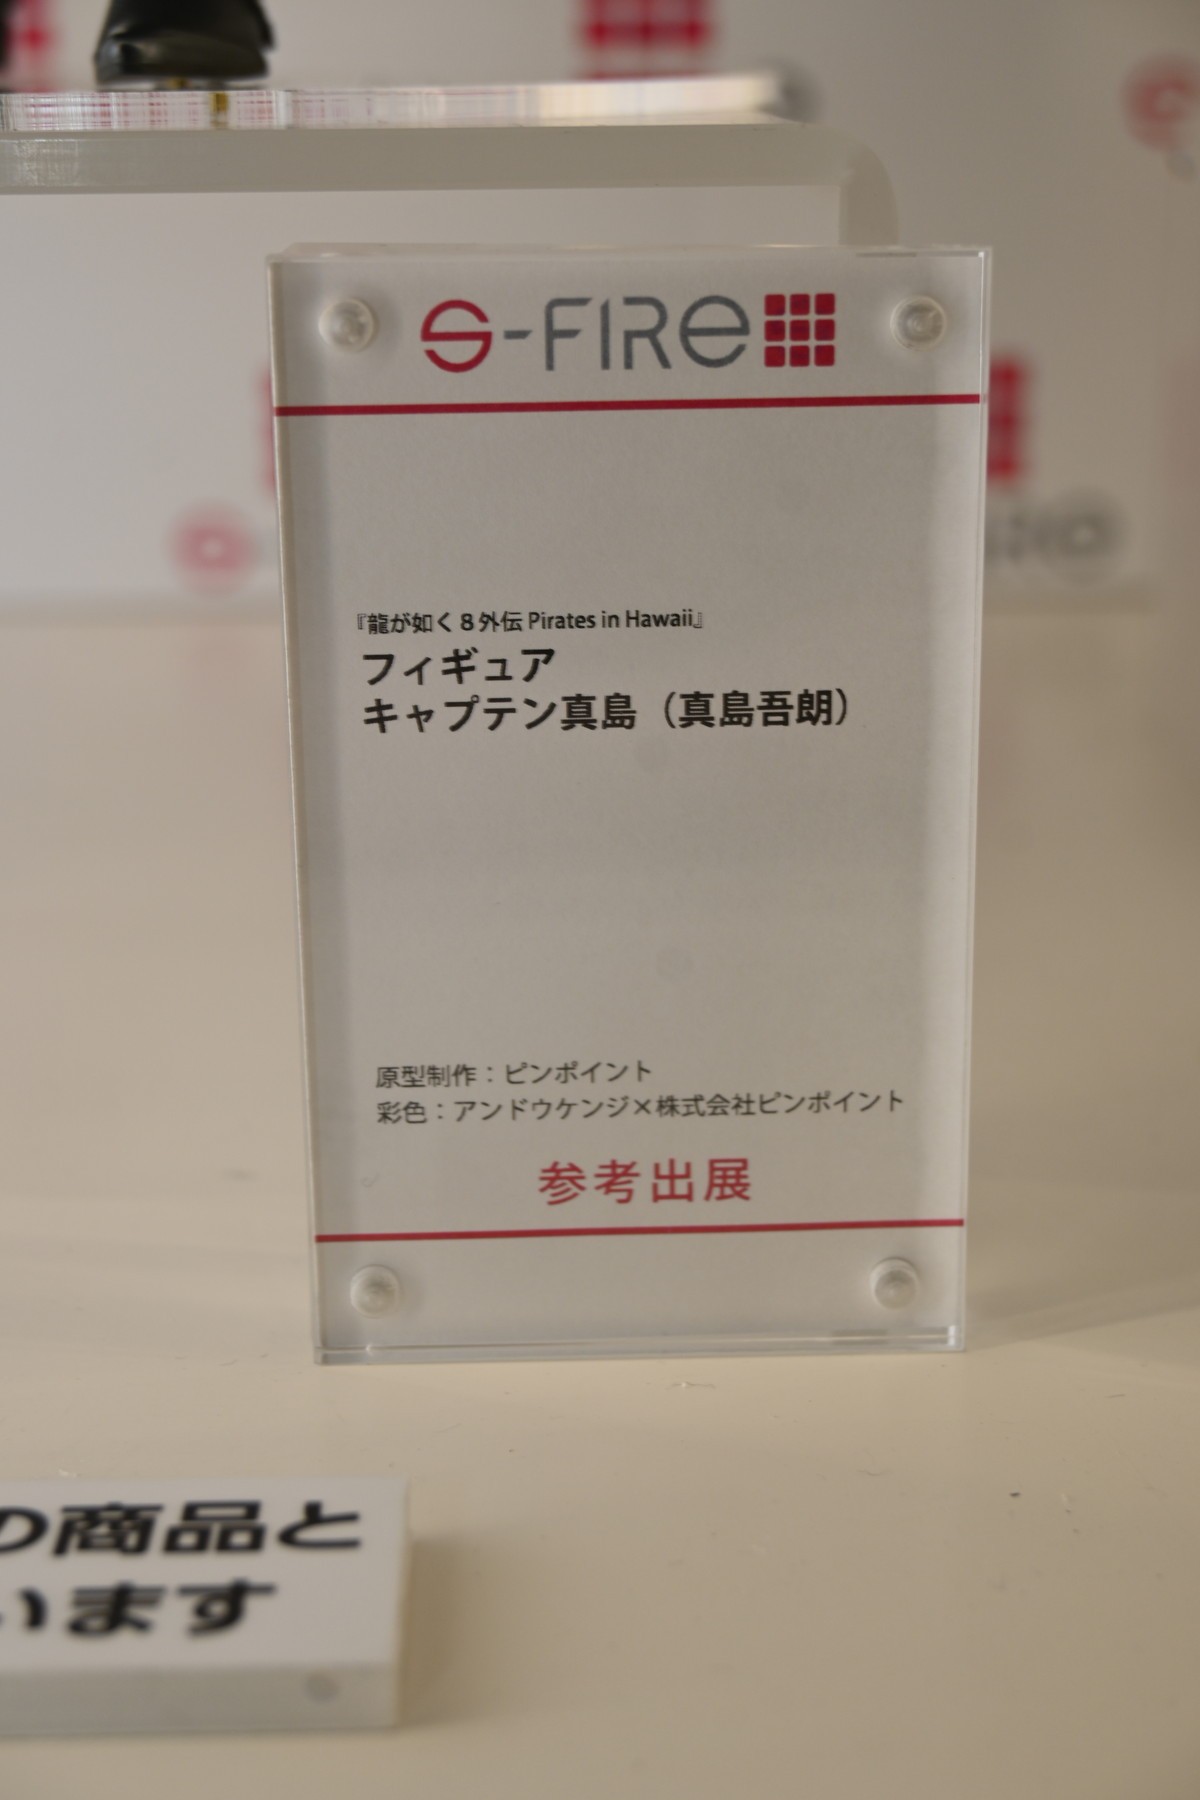 S-FIRE
『龍が如く8外伝 Pirates in Hawaii』
フィギュア
キャプテン真島（真島吾朗）
原型制作：ピンポイント
彩色：アンドウケンジ×株式会社ピンポイント
参考出展
の商品と
います